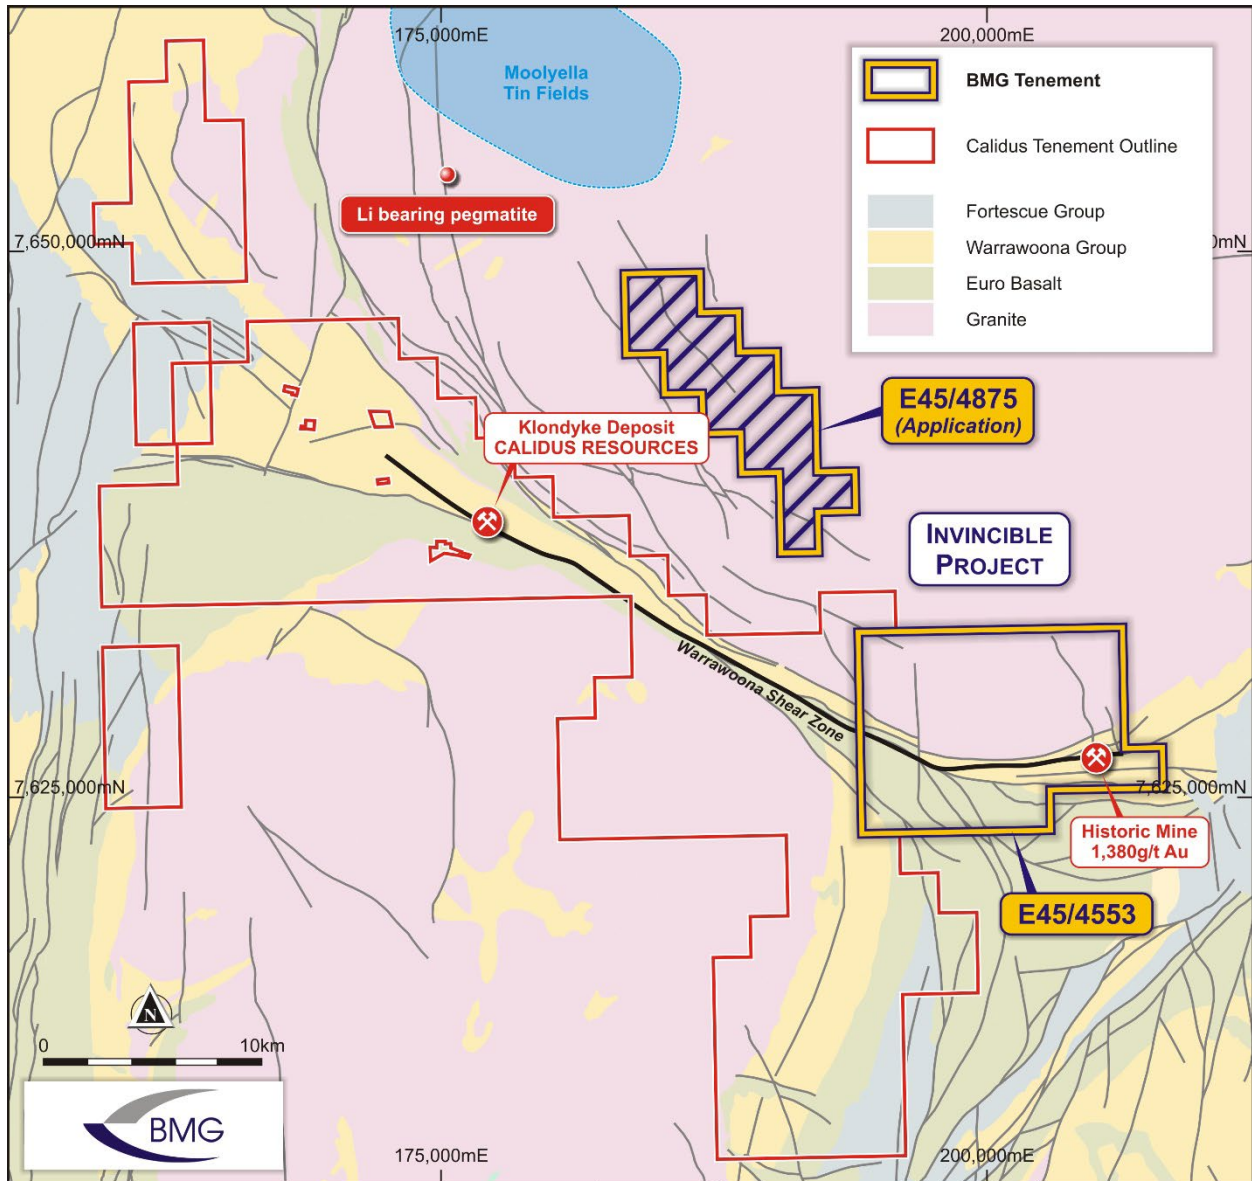 175,000mE
200,000mE
Moolyella
Tin Fields
BMG Tenement
Calidus Tenement Outline
Fortescue Group
Warrawoona Group
Euro Basalt
Granite
Li bearing pegmatite
7,650,000mN
0mN
E45/4875
(Application)
Klondyke Deposit
CALIDUS RESOURCES
INVINCIBLE
PROJECT
Warrawoona Shear Zone
7,625,000mN
7,625,000mN
Historic Mine
1,380g/t Au
E45/4553
N
0 10km
BMG
175,000mE
200,000mE